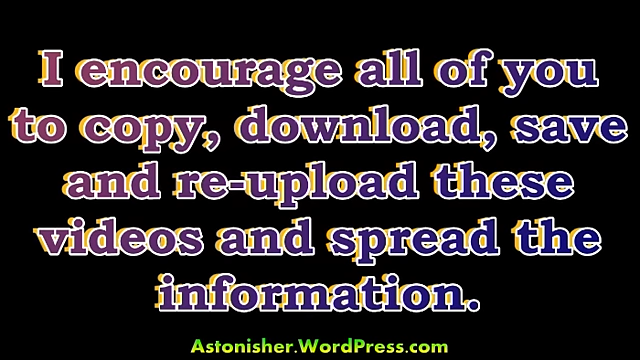 I encourage all of you
to copy, download, save
and re-upload these
videos and spread the
information.
Astonisher.WordPress.com